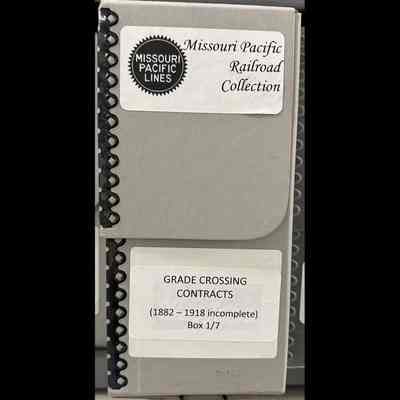 MISSOURI
PACIFIC
LINES
Missouri Pacific
Railroad
Collection
GRADE CROSSING
CONTRACTS
(1882 – 1918 incomplete)
Box 1/7